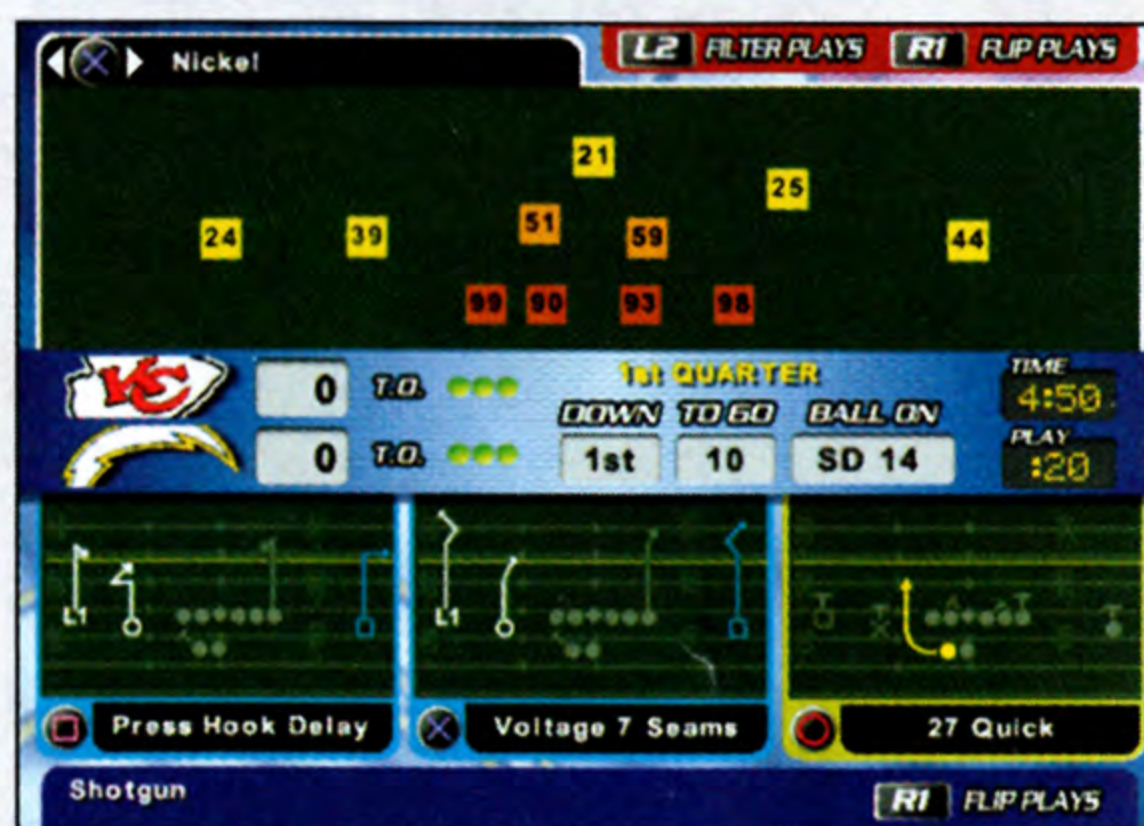 Nickel L2 FILTER PLAYS R1 FLIP PLAYS
21
25
24 39 51 59 44
99 90 93 98
KC 0 T.O. 1st QUARTER TIME 4:50
DOWN TO GO BALL ON
0 T.O. 1st 10 SD 14 PLAY :20
L1 L1
Press Hook Delay Voltage 7 Seams 27 Quick
Shotgun R1 FLIP PLAYS